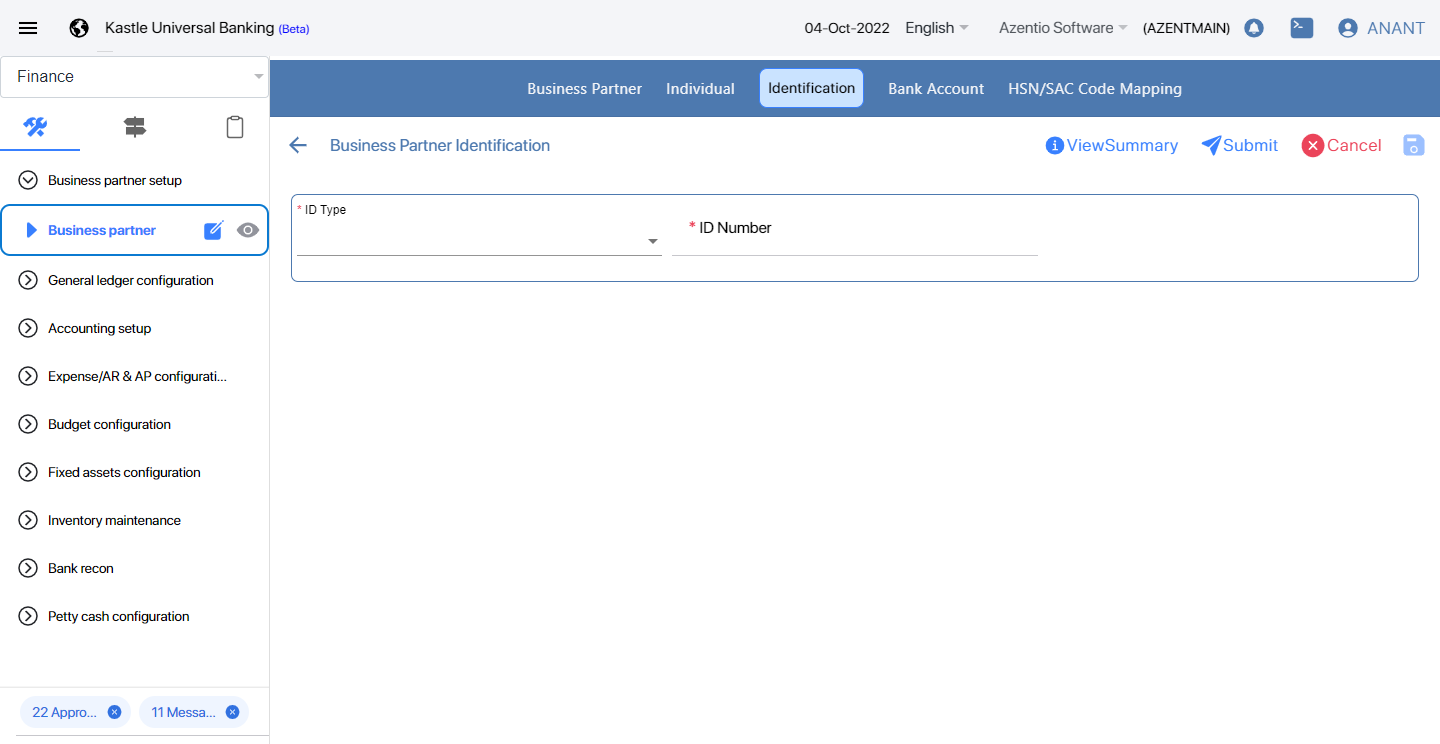 Kastle Universal Banking (Beta)
04-Oct-2022 English Azentio Software (AZENTMAIN) ANANT
Finance
Business Partner Individual Identification Bank Account HSN/SAC Code Mapping
Business Partner Identification
ViewSummary Submit Cancel
Business partner setup
Business partner
General ledger configuration
Accounting setup
Expense/AR & AP configurati...
Budget configuration
Fixed assets configuration
Inventory maintenance
Bank recon
Petty cash configuration
* ID Type
* ID Number
22 Appro... 11 Messa...